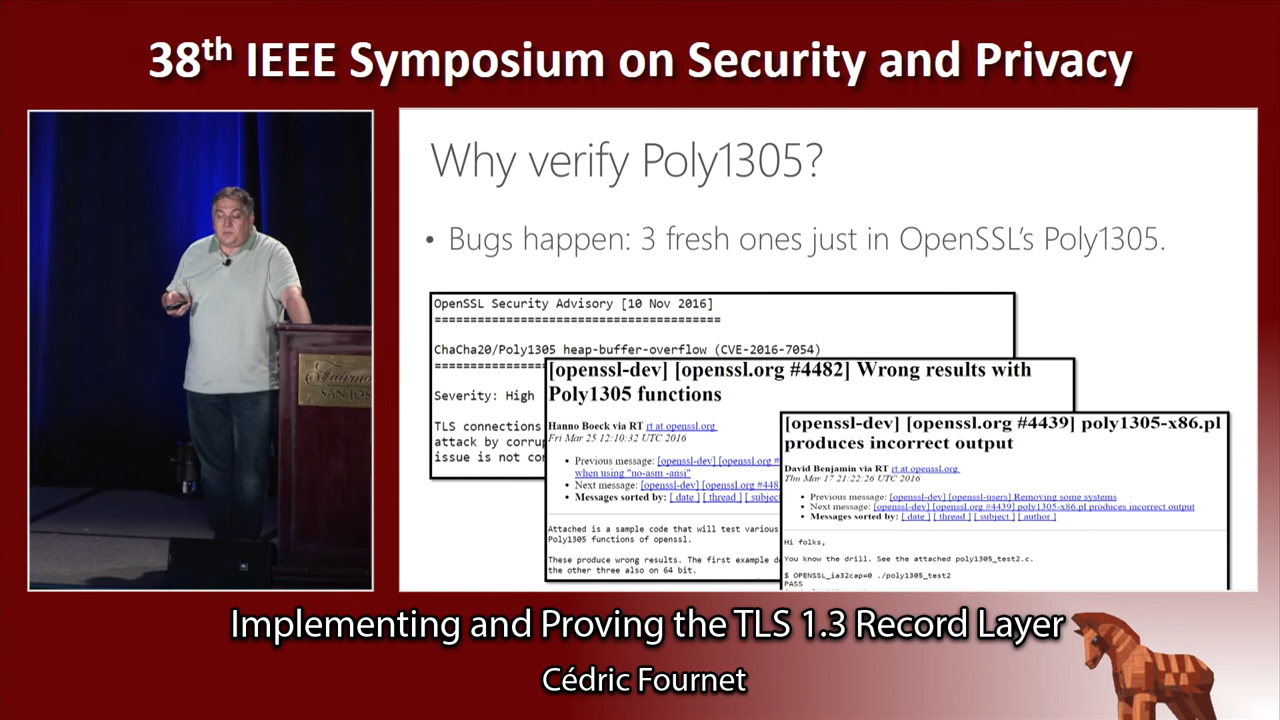 38th IEEE Symposium on Security and Privacy
Why verify Poly1305?
• Bugs happen: 3 fresh ones just in OpenSSL's Poly1305.
OpenSSL Security Advisory [10 Nov 2016]
========================================
ChaCha20/Poly1305 heap-buffer-overflow (CVE-2016-7054)
Severity: High
TLS connections
attack by
issue is not
[openssl-dev] [openssl.org #4482] Wrong results with
Poly1305 functions
Hanno Boeck via RT rt at openssl.org
Fri Mar 25 12:10:32 UTC 2016
• Previous message: [openssl-dev] [openssl.org
when using "no-asm -ansi"
• Next message: [openssl-dev] [openssl.org #448
• Messages sorted by: [ date ] [ thread ] [ subject
Attached is a sample code that will test various
Poly1305 functions of openssl.
These produce wrong results. The first example
the other three also on 64 bit.
[openssl-dev] [openssl.org #4439] poly1305-x86.pl
produces incorrect output
David Benjamin via RT rt at openssl.org
Thu Mar 17 21:22:26 UTC 2016
• Previous message: [openssl-dev] [openssl-users] Removing some systems
• Next message: [openssl-dev] [openssl.org #4439] poly1305-x86.pl produces incorrect output
• Messages sorted by: [ date ] [ thread ] [ subject ] [ author ]
Hi folks,
You know the drill. See the attached poly1305_test2.c.
$ OPENSSL_ia32cap=0 ./poly1305_test2
PASS
Fairmo
SAN JOS
Implementing and Proving the TLS 1.3 Record Layer
Cédric Fournet